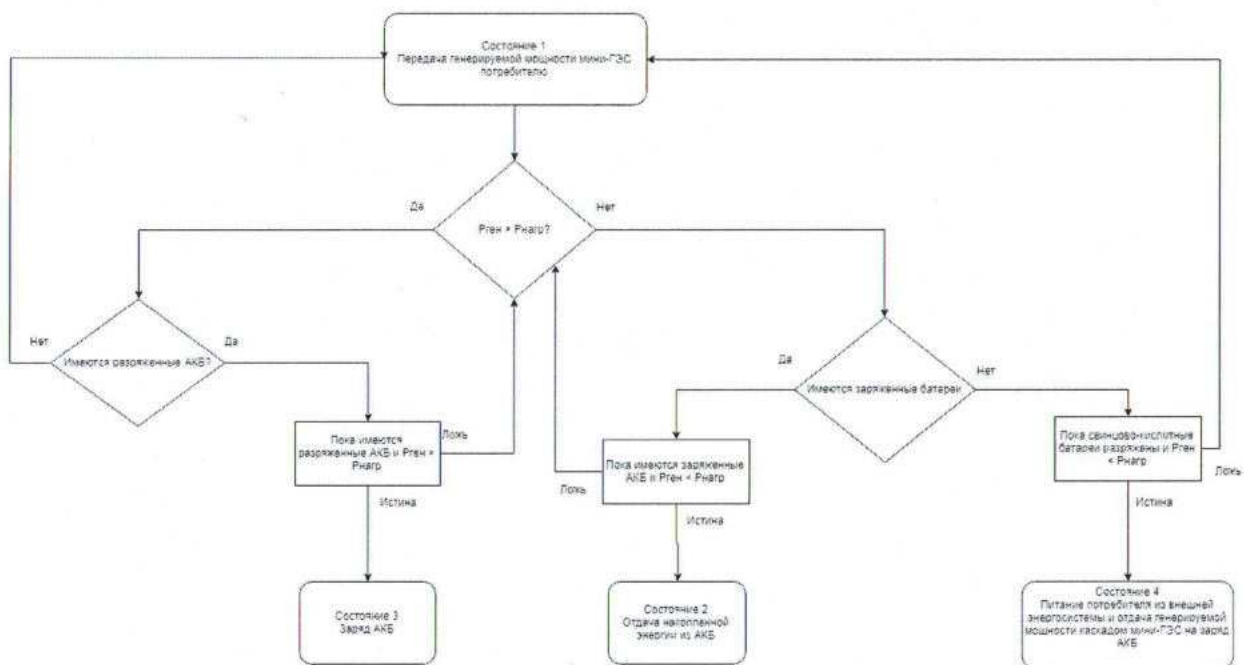 Состояние 1
Передача генерируемой мощности мини-ГЭС
потребителю
Да
Pген > Pнагр?
Нет
Нет
Имеются разряженные АКБ?
Да
Да
Имеются заряженные батареи
Нет
Пока имеются
разряженные АКБ и Pген >
Pнагр
Ложь
Пока имеются заряженные
АКБ и Pген < Pнагр
Ложь
Пока свинцово-кислотные
батареи разряжены и Pген
< Pнагр
Ложь
Истина
Истина
Истина
Состояние 3
Заряд АКБ
Состояние 2
Отдача накопленной
энергии из АКБ
Состояние 4
Питание потребителя из внешней
энергосистемы и отдача генерируемой
мощности каскадом мини-ГЭС на заряд
АКБ